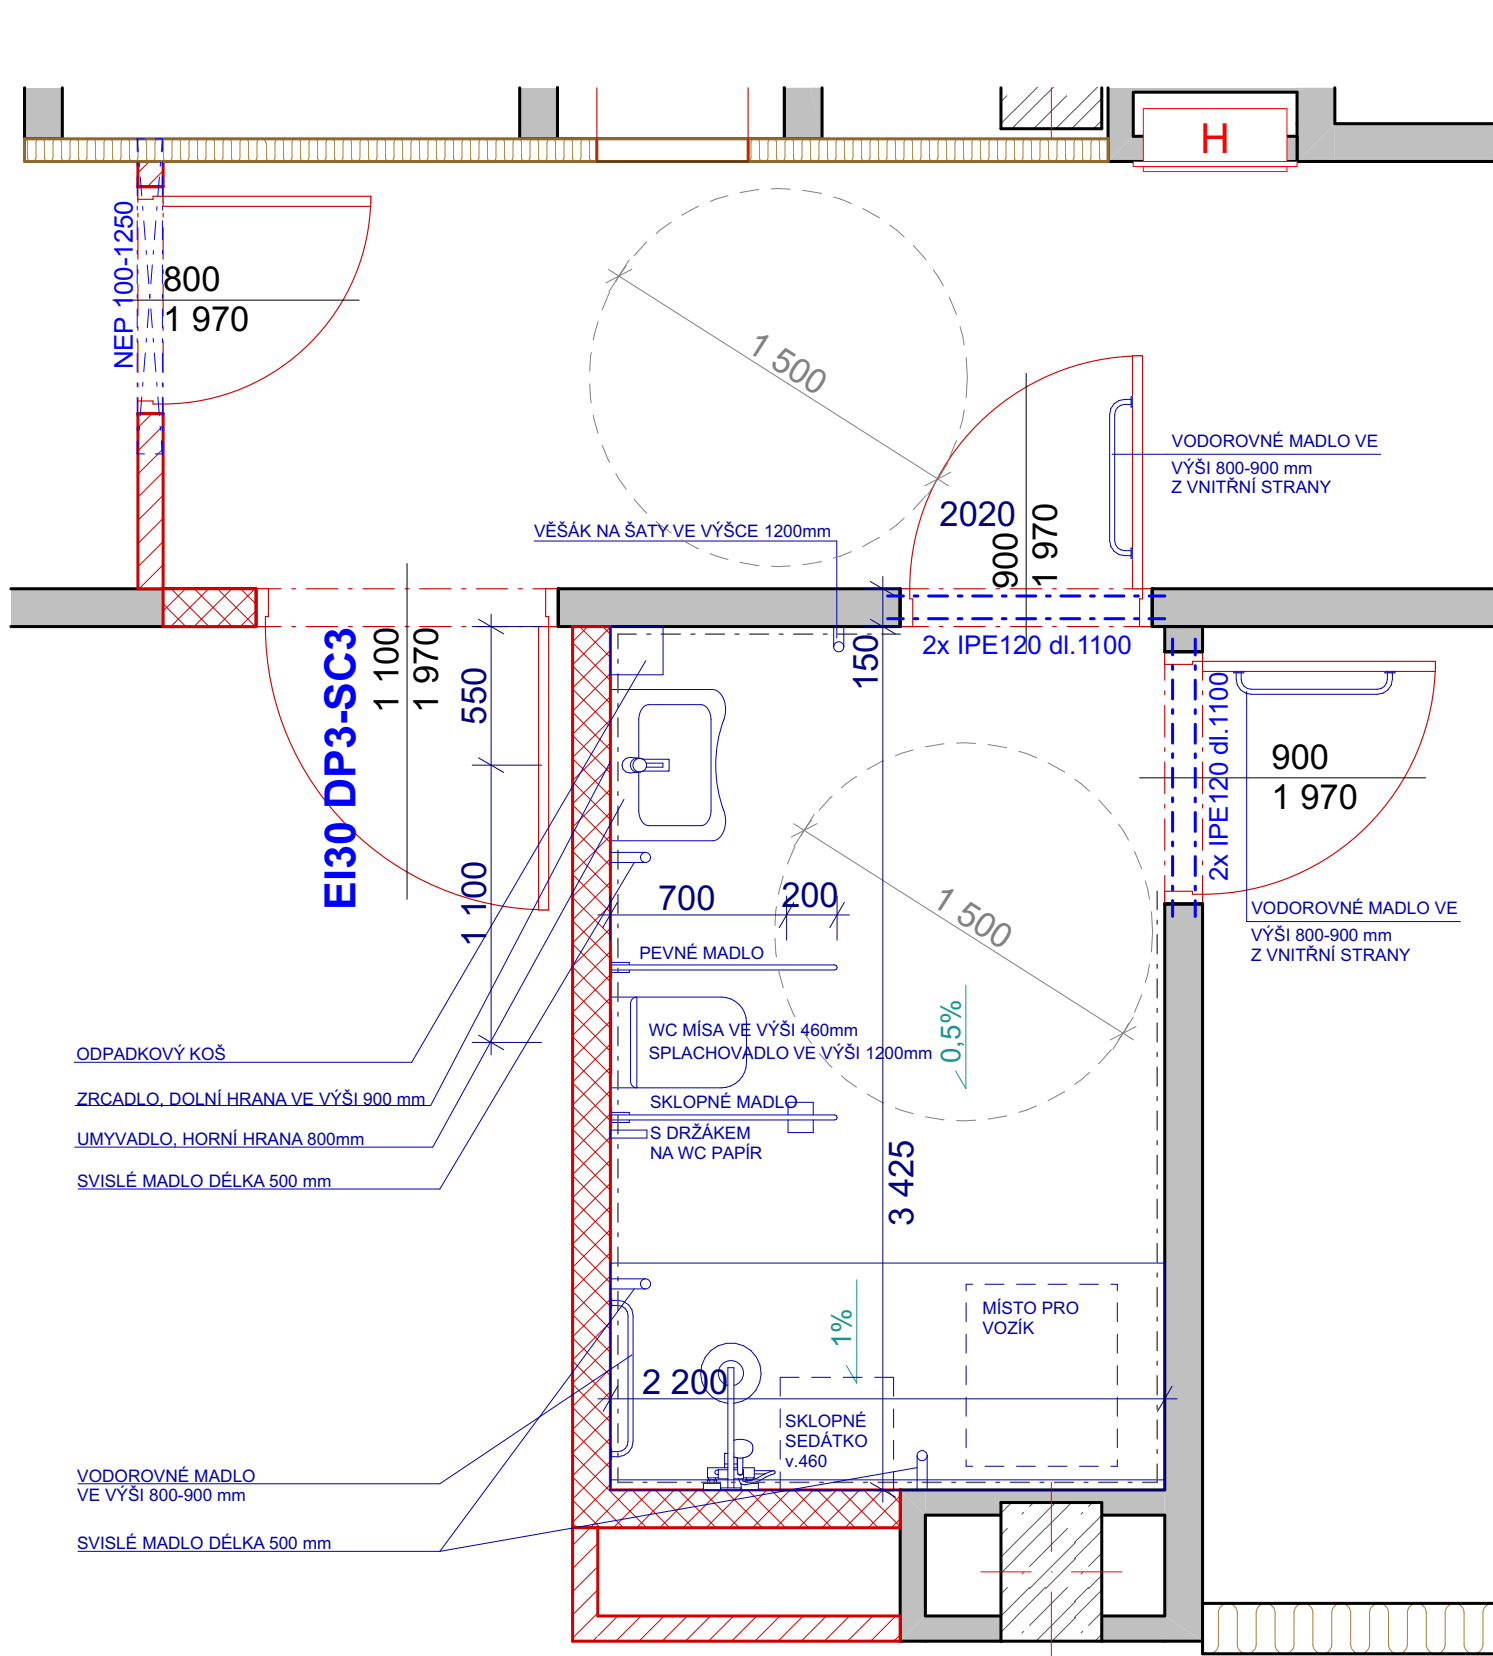 H
NEP 100-1250
800
1 970
1 500
VODOROVNÉ MADLO VE
VÝŠI 800-900 mm
Z VNITŘNÍ STRANY
2020
900
1 970
VĚŠÁK NA ŠATY VE VÝŠCE 1200mm
EI30 DP3-SC3
1 100
1 970
550
150
2x IPE120 dl.1100
2x IPE120 dl.1100
900
1 970
1 100
700
200
1 500
VODOROVNÉ MADLO VE
VÝŠI 800-900 mm
Z VNITŘNÍ STRANY
PEVNÉ MADLO
WC MÍSA VE VÝŠI 460mm
SPLACHOVADLO VE VÝŠI 1200mm
0,5%
ODPADKOVÝ KOŠ
ZRCADLO, DOLNÍ HRANA VE VÝŠI 900 mm
UMYVADLO, HORNÍ HRANA 800mm
SVISLÉ MADLO DÉLKA 500 mm
SKLOPNÉ MADLO
S DRŽÁKEM
NA WC PAPÍR
3 425
1%
MÍSTO PRO
VOZÍK
2 200
SKLOPNÉ
SEDÁTKO
v.460
VODOROVNÉ MADLO
VE VÝŠI 800-900 mm
SVISLÉ MADLO DÉLKA 500 mm